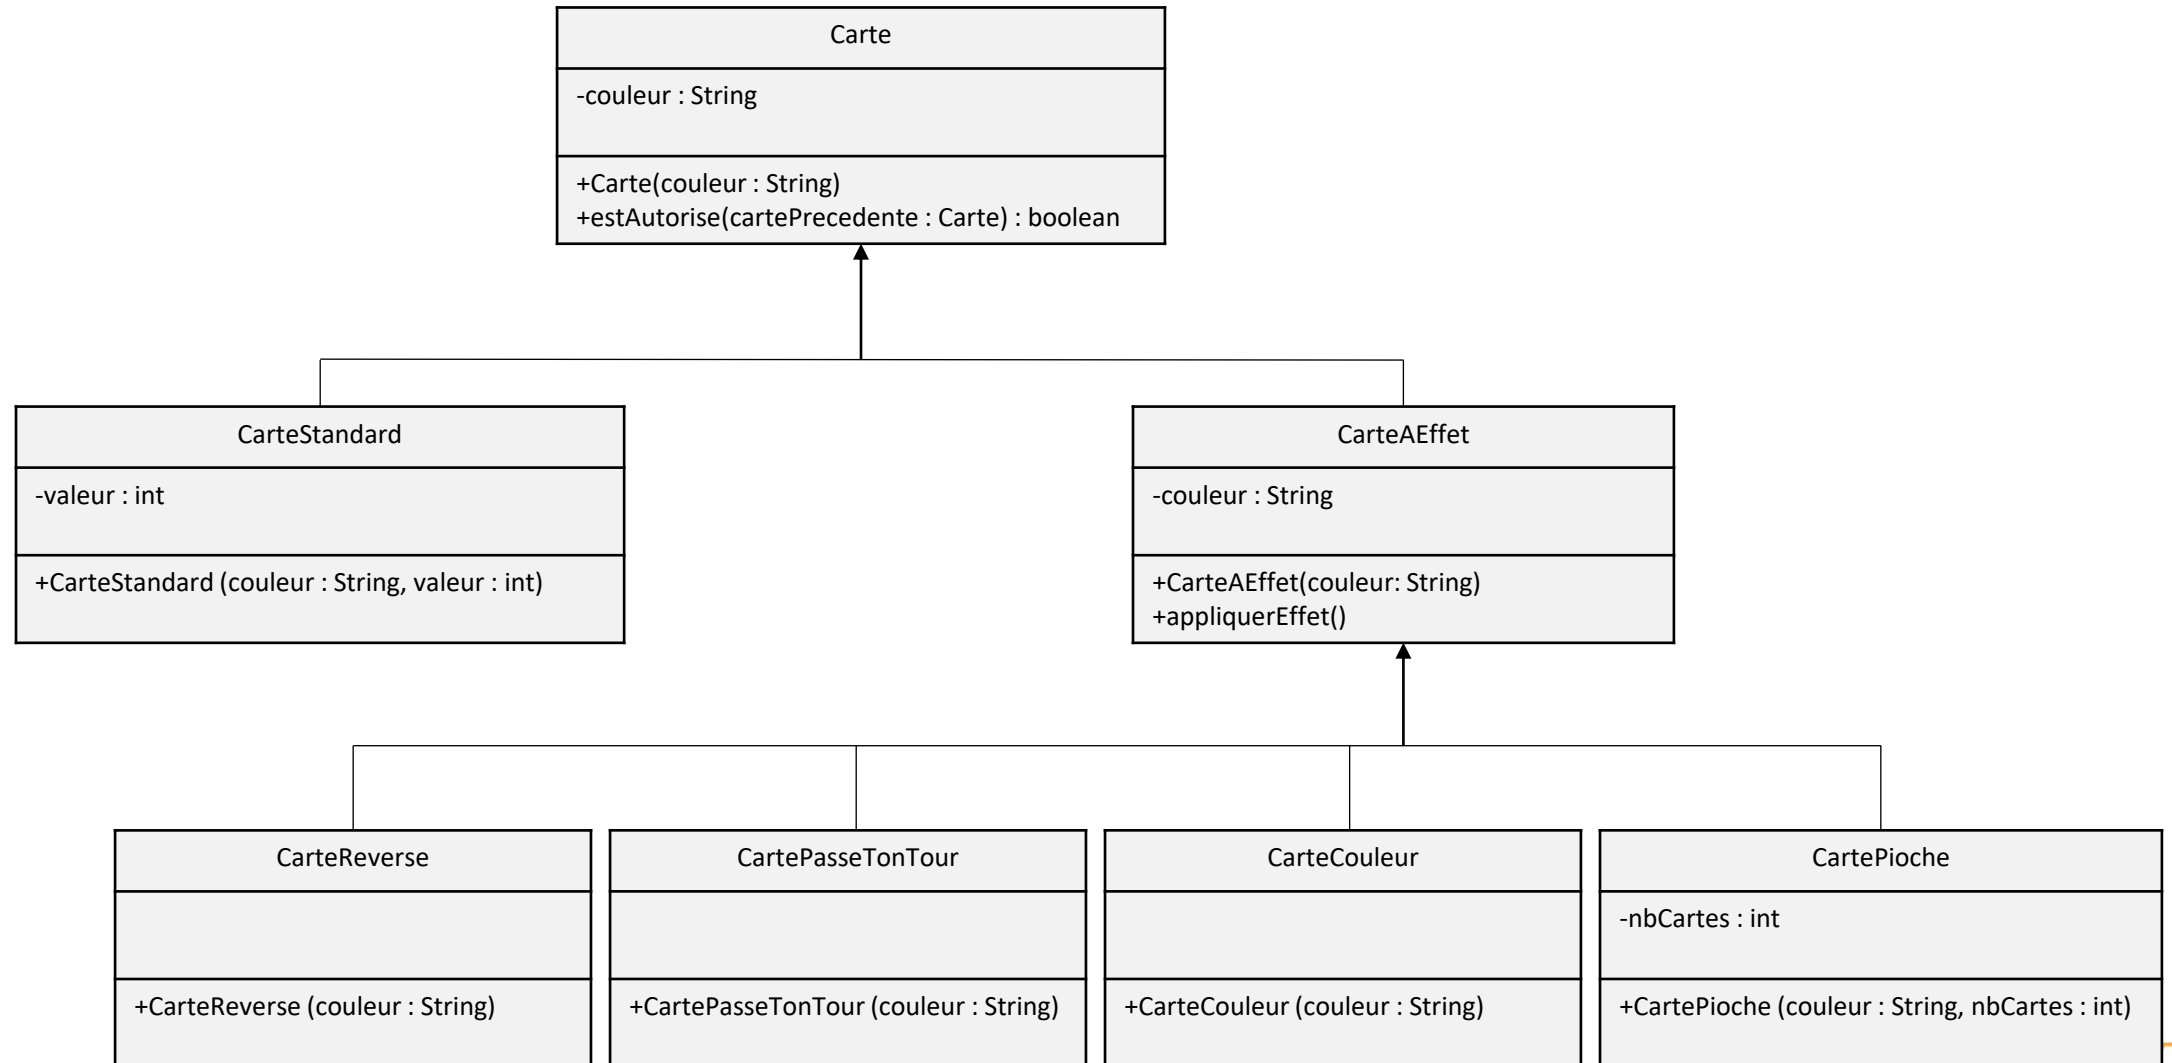 Carte
-couleur : String
+Carte(couleur : String)
+estAutorise(cartePrecedente : Carte) : boolean
CarteStandard
-valeur : int
+CarteStandard (couleur : String, valeur : int)
CarteAEffet
-couleur : String
+CarteAEffet(couleur: String)
+appliquerEffet()
CarteReverse
+CarteReverse (couleur : String)
CartePasseTonTour
+CartePasseTonTour (couleur : String)
CarteCouleur
+CarteCouleur (couleur : String)
CartePioche
-nbCartes : int
+CartePioche (couleur : String, nbCartes : int)